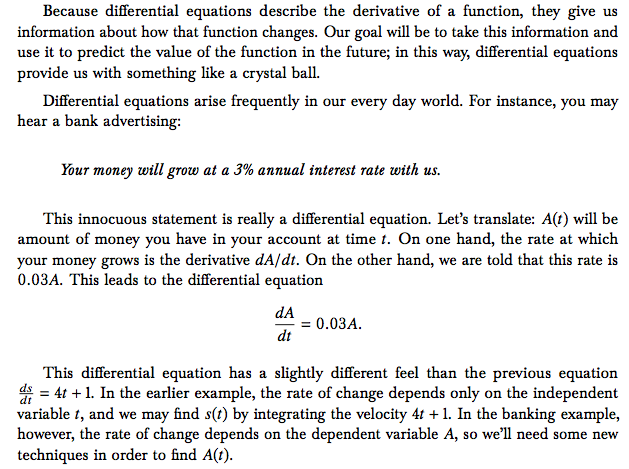 Because differential equations describe the derivative of a function, they give us
information about how that function changes. Our goal will be to take this information and
use it to predict the value of the function in the future; in this way, differential equations
provide us with something like a crystal ball.
Differential equations arise frequently in our every day world. For instance, you may
hear a bank advertising:
Your money will grow at a 3% annual interest rate with us.
This innocuous statement is really a differential equation. Let's translate: A(t) will be
amount of money you have in your account at time t. On one hand, the rate at which
your money grows is the derivative dA/dt. On the other hand, we are told that this rate is
0.03A. This leads to the differential equation
dA/dt = 0.03A.
This differential equation has a slightly different feel than the previous equation
ds/dt = 4t + 1. In the earlier example, the rate of change depends only on the independent
variable t, and we may find s(t) by integrating the velocity 4t + 1. In the banking example,
however, the rate of change depends on the dependent variable A, so we'll need some new
techniques in order to find A(t).